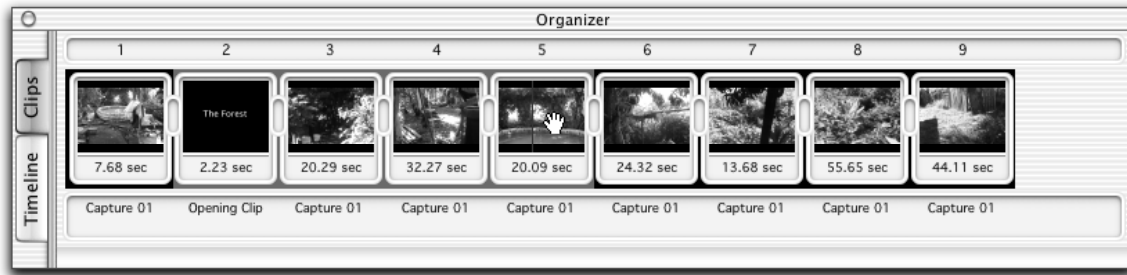 Organizer
1 2 3 4 5 6 7 8 9
Clips
The Forest
7.68 sec 2.23 sec 20.29 sec 32.27 sec 20.09 sec 24.32 sec 13.68 sec 55.65 sec 44.11 sec
Timeline
Capture 01 Opening Clip Capture 01 Capture 01 Capture 01 Capture 01 Capture 01 Capture 01 Capture 01